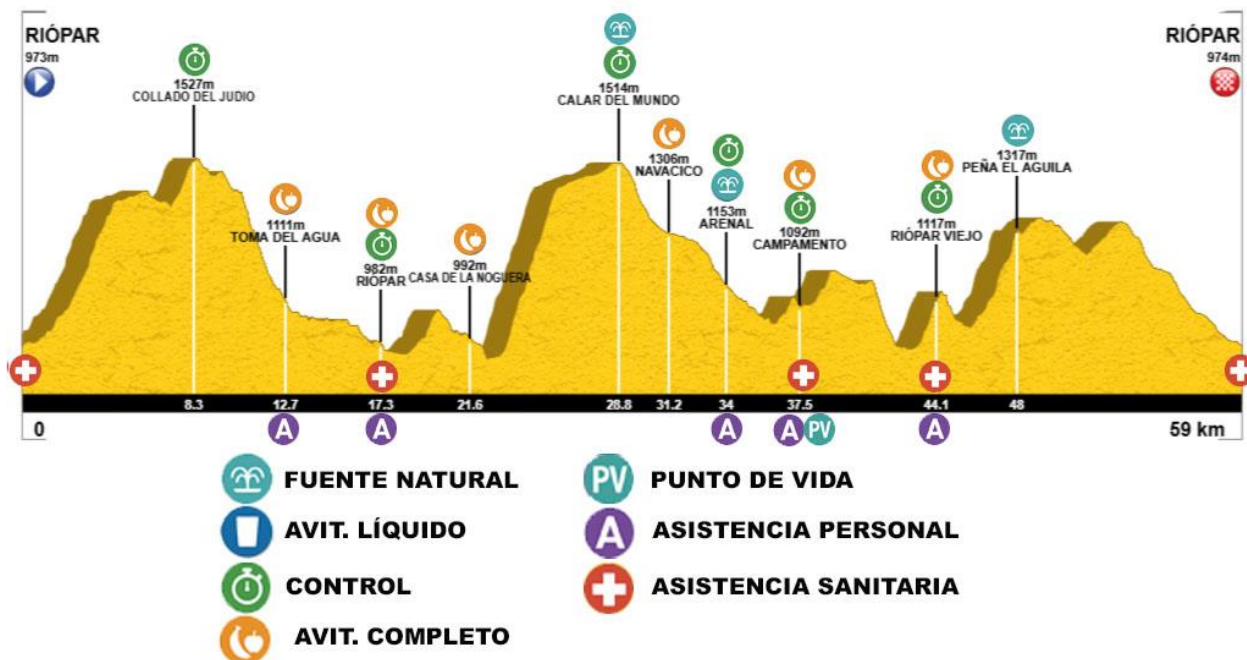 RIÓPAR
973m
1527m
COLLADO DEL JUDIO
1111m
TOMA DEL AGUA
982m
RIOPAR
992m
CASA DE LA NOGUERA
1514m
CALAR DEL MUNDO
1306m
NAVACICO
1153m
ARENAL
1092m
CAMPAMENTO
1117m
RIÓPAR VIEJO
1317m
PEÑA EL AGUILA
RIÓPAR
974m
8.3 12.7 17.3 21.6 28.8 31.2 34 37.5 44.1 48
0 A A A A PV A 59 km
FUENTE NATURAL
AVIT. LÍQUIDO
CONTROL
AVIT. COMPLETO
PV PUNTO DE VIDA
A ASISTENCIA PERSONAL
ASISTENCIA SANITARIA